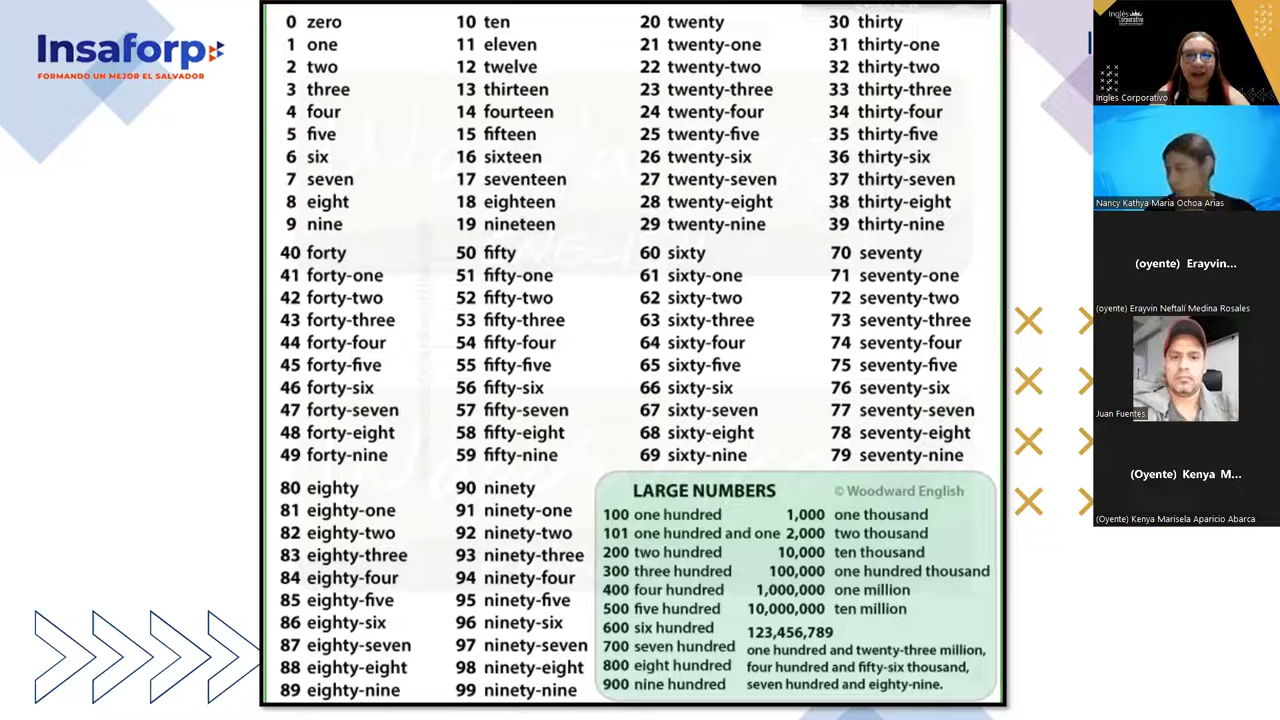 Insaforp
FORMANDO UN MEJOR EL SALVADOR
0 zero
1 one
2 two
3 three
4 four
5 five
6 six
7 seven
8 eight
9 nine
10 ten
11 eleven
12 twelve
13 thirteen
14 fourteen
15 fifteen
16 sixteen
17 seventeen
18 eighteen
19 nineteen
20 twenty
21 twenty-one
22 twenty-two
23 twenty-three
24 twenty-four
25 twenty-five
26 twenty-six
27 twenty-seven
28 twenty-eight
29 twenty-nine
30 thirty
31 thirty-one
32 thirty-two
33 thirty-three
34 thirty-four
35 thirty-five
36 thirty-six
37 thirty-seven
38 thirty-eight
39 thirty-nine
40 forty
41 forty-one
42 forty-two
43 forty-three
44 forty-four
45 forty-five
46 forty-six
47 forty-seven
48 forty-eight
49 forty-nine
50 fifty
51 fifty-one
52 fifty-two
53 fifty-three
54 fifty-four
55 fifty-five
56 fifty-six
57 fifty-seven
58 fifty-eight
59 fifty-nine
60 sixty
61 sixty-one
62 sixty-two
63 sixty-three
64 sixty-four
65 sixty-five
66 sixty-six
67 sixty-seven
68 sixty-eight
69 sixty-nine
70 seventy
71 seventy-one
72 seventy-two
73 seventy-three
74 seventy-four
75 seventy-five
76 seventy-six
77 seventy-seven
78 seventy-eight
79 seventy-nine
80 eighty
81 eighty-one
82 eighty-two
83 eighty-three
84 eighty-four
85 eighty-five
86 eighty-six
87 eighty-seven
88 eighty-eight
89 eighty-nine
90 ninety
91 ninety-one
92 ninety-two
93 ninety-three
94 ninety-four
95 ninety-five
96 ninety-six
97 ninety-seven
98 ninety-eight
99 ninety-nine
LARGE NUMBERS
© Woodward English
100 one hundred
101 one hundred and one
200 two hundred
300 three hundred
400 four hundred
500 five hundred
600 six hundred
700 seven hundred
800 eight hundred
900 nine hundred
1,000 one thousand
2,000 two thousand
10,000 ten thousand
100,000 one hundred thousand
1,000,000 one million
10,000,000 ten million
123,456,789
one hundred and twenty-three million,
four hundred and fifty-six thousand,
seven hundred and eighty-nine.
Inglés
Corporativo
Ingles Corporativo
Nancy Kathya Maria Ochoa Arias
(oyente) Erayvin...
(oyente) Erayvin Neftalí Medina Rosales
Juan Fuentes
(Oyente) Kenya M...
(Oyente) Kenya Marisela Aparicio Abarca